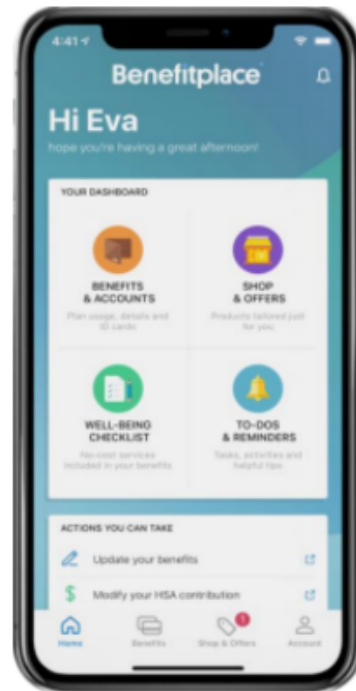 4:41
Benefitplace
Hi Eva
hope you're having a great afternoon!
YOUR DASHBOARD
BENEFITS
& ACCOUNTS
Plan usage, details and
ID cards
SHOP
& OFFERS
Products tailored just
for you
WELL-BEING
CHECKLIST
No-cost services
included in your benefits
TO-DOS
& REMINDERS
Tasks, activities and
helpful tips
ACTIONS YOU CAN TAKE
Update your benefits
Modify your HSA contribution
1
Home
Benefits
Shop & Offers
Account